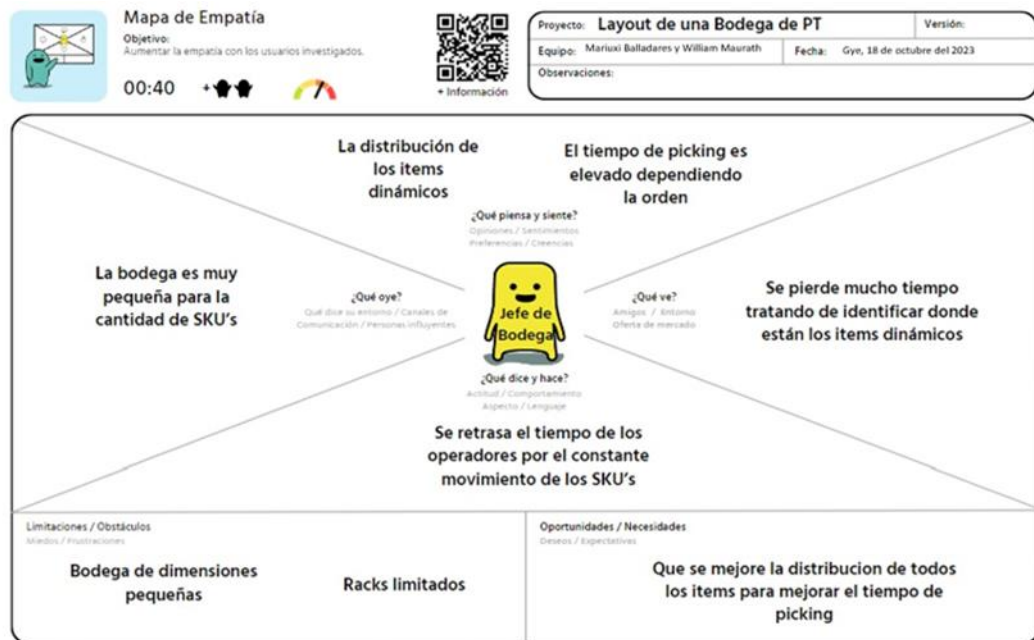 Mapa de Empatía
Objetivo:
Aumentar la empatía con los usuarios investigados.
00:40
+
+ Información
Proyecto: Layout de una Bodega de PT
Versión:
Equipo: Mariuxi Balladares y William Maurath
Fecha: Gye, 18 de octubre del 2023
Observaciones:
La distribución de
los items
dinámicos
El tiempo de picking es
elevado dependiendo
la orden
¿Qué piensa y siente?
Opiniones / Sentimientos
Preferencias / Creencias
La bodega es muy
pequeña para la
cantidad de SKU's
¿Qué oye?
Qué dice su entorno / Canales de
Comunicación / Personas influyentes
Jefe de
Bodega
¿Qué ve?
Amigos / Entorno
Oferta de mercado
Se pierde mucho tiempo
tratando de identificar donde
están los items dinámicos
¿Qué dice y hace?
Actitud / Comportamiento
Aspecto / Lenguaje
Se retrasa el tiempo de los
operadores por el constante
movimiento de los SKU's
Limitaciones / Obstáculos
Miedos / Frustraciones
Bodega de dimensiones
pequeñas
Racks limitados
Oportunidades / Necesidades
Deseos / Expectativas
Que se mejore la distribucion de todos
los items para mejorar el tiempo de
picking